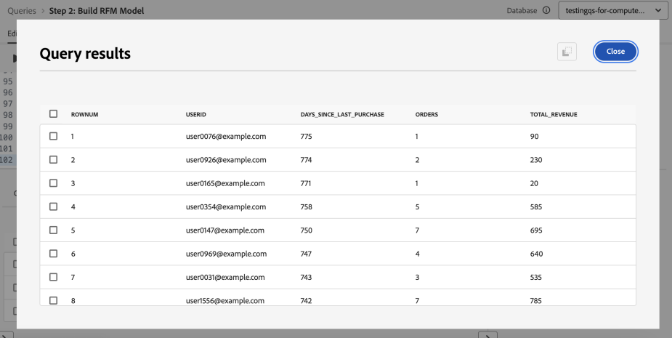 Queries > Step 2: Build RFM Model
Database testingqs-for-compute...
Query results
Close
ROWNUM USERID DAYS_SINCE_LAST_PURCHASE ORDERS TOTAL_REVENUE
1 user0076@example.com 775 1 90
2 user0926@example.com 774 2 230
3 user0165@example.com 771 1 20
4 user0354@example.com 758 5 585
5 user0147@example.com 750 7 695
6 user0969@example.com 747 4 640
7 user0031@example.com 743 3 535
8 user1556@example.com 742 7 785
95
96
97
98
99
100
101
102